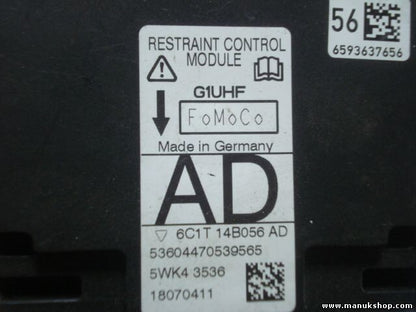 RESTRAINT CONTROL
MODULE
G1UHF
FoMoCo
Made in Germany
AD
6C1T 14B056 AD
53604470539565
5WK4 3536
18070411
56
6593637656
www.manukshop.com